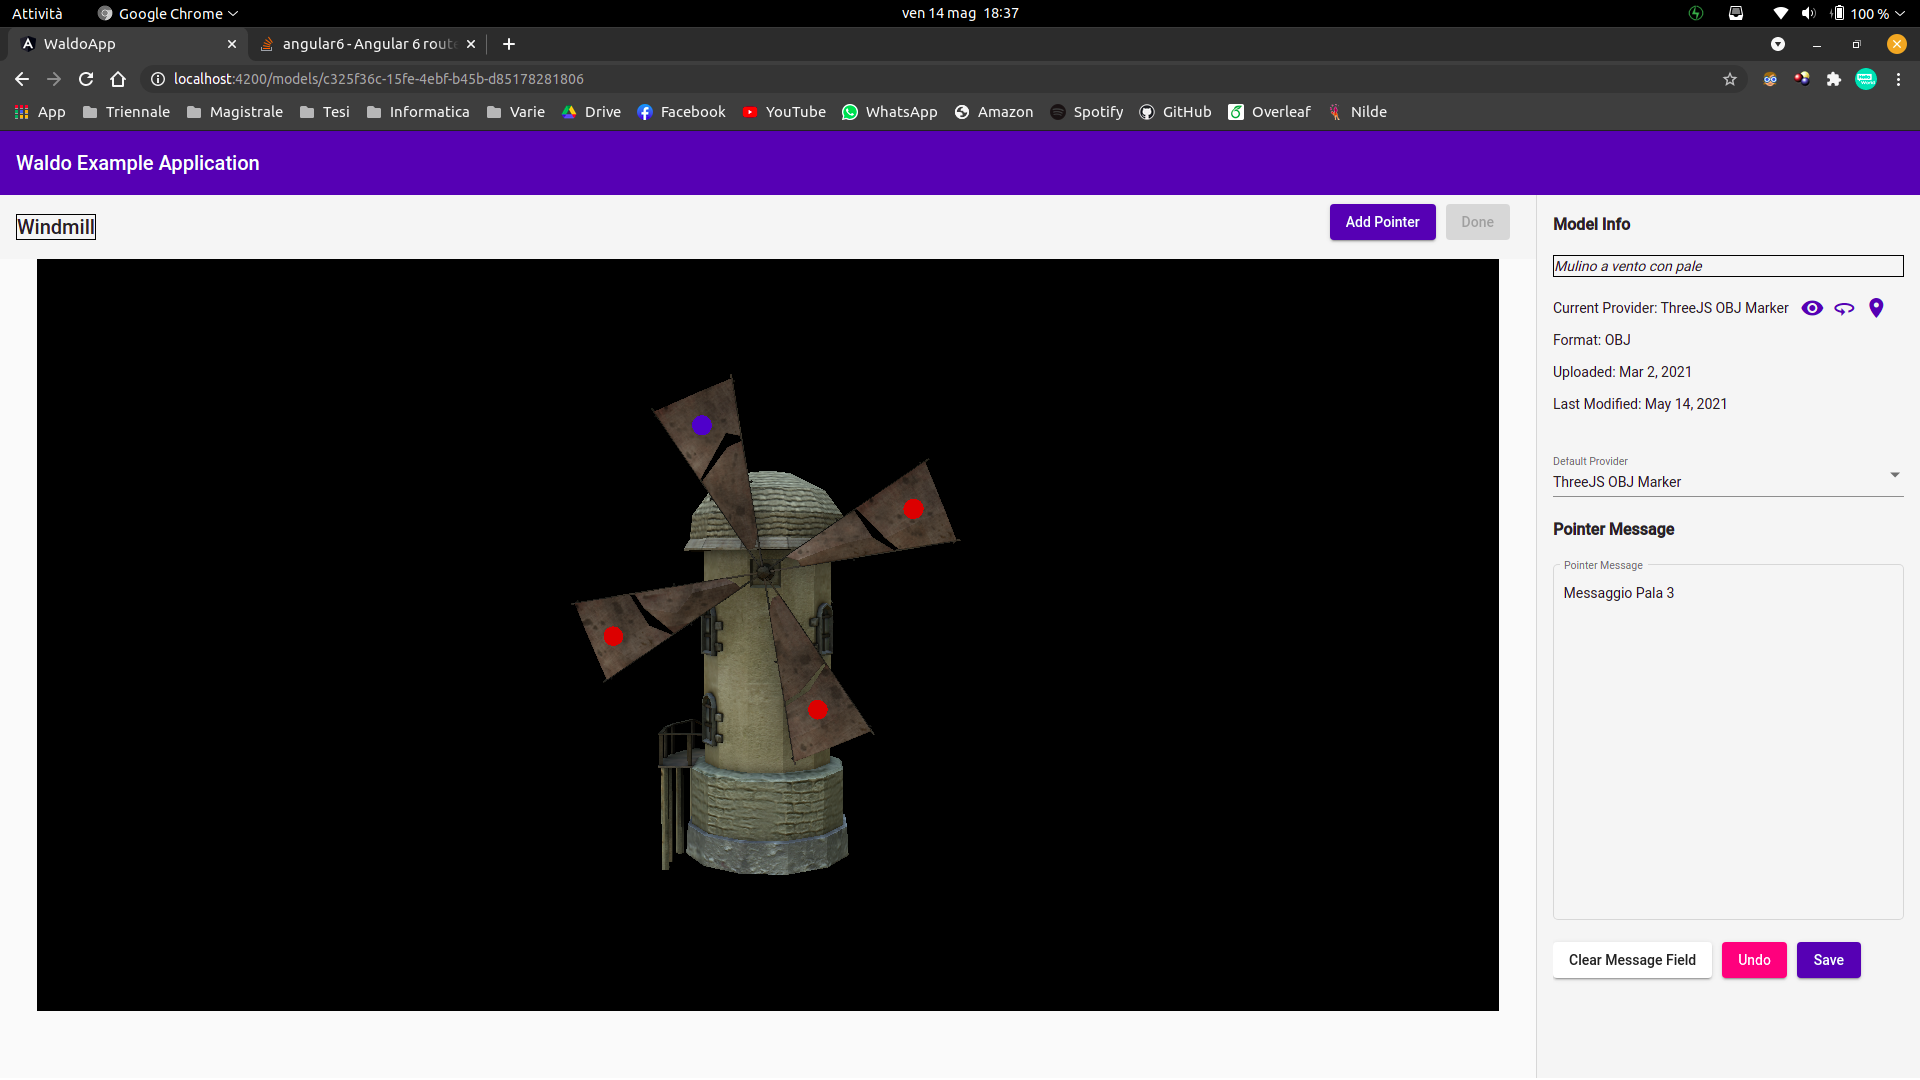 Attività
Google Chrome
ven 14 mag 18:37
100 %
WaldoApp
angular6 - Angular 6 route
localhost:4200/models/c325f36c-15fe-4ebf-b45b-d85178281806
App
Triennale
Magistrale
Tesi
Informatica
Varie
Drive
Facebook
YouTube
WhatsApp
Amazon
Spotify
GitHub
Overleaf
Nilde
Waldo Example Application
Windmill
Add Pointer
Done
Model Info
Mulino a vento con pale
Current Provider: ThreeJS OBJ Marker
Format: OBJ
Uploaded: Mar 2, 2021
Last Modified: May 14, 2021
Default Provider
ThreeJS OBJ Marker
Pointer Message
Pointer Message
Messaggio Pala 3
Clear Message Field
Undo
Save